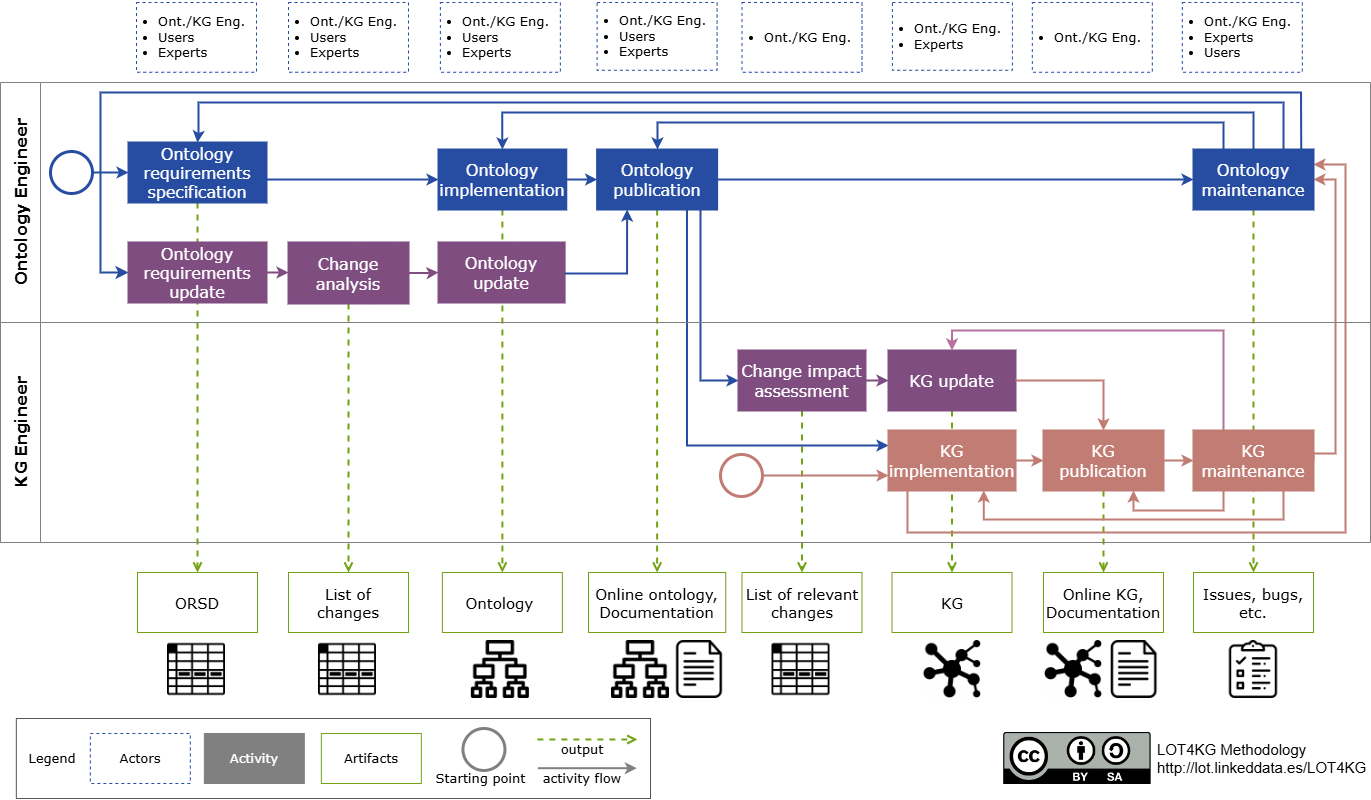 • Ont./KG Eng.
• Users
• Experts
• Ont./KG Eng.
• Users
• Experts
• Ont./KG Eng.
• Users
• Experts
• Ont./KG Eng.
• Users
• Experts
• Ont./KG Eng.
• Ont./KG Eng.
• Experts
• Ont./KG Eng.
• Ont./KG Eng.
• Experts
• Users
Ontology Engineer
Ontology
requirements
specification
Ontology
implementation
Ontology
publication
Ontology
maintenance
Ontology
requirements
update
Change
analysis
Ontology
update
KG Engineer
Change impact
assessment
KG update
KG
implementation
KG
publication
KG
maintenance
ORSD
List of
changes
Ontology
Online ontology,
Documentation
List of relevant
changes
KG
Online KG,
Documentation
Issues, bugs,
etc.
Legend
Actors
Activity
Artifacts
Starting point
output
activity flow
cc
BY
SA
LOT4KG Methodology
http://lot.linkeddata.es/LOT4KG